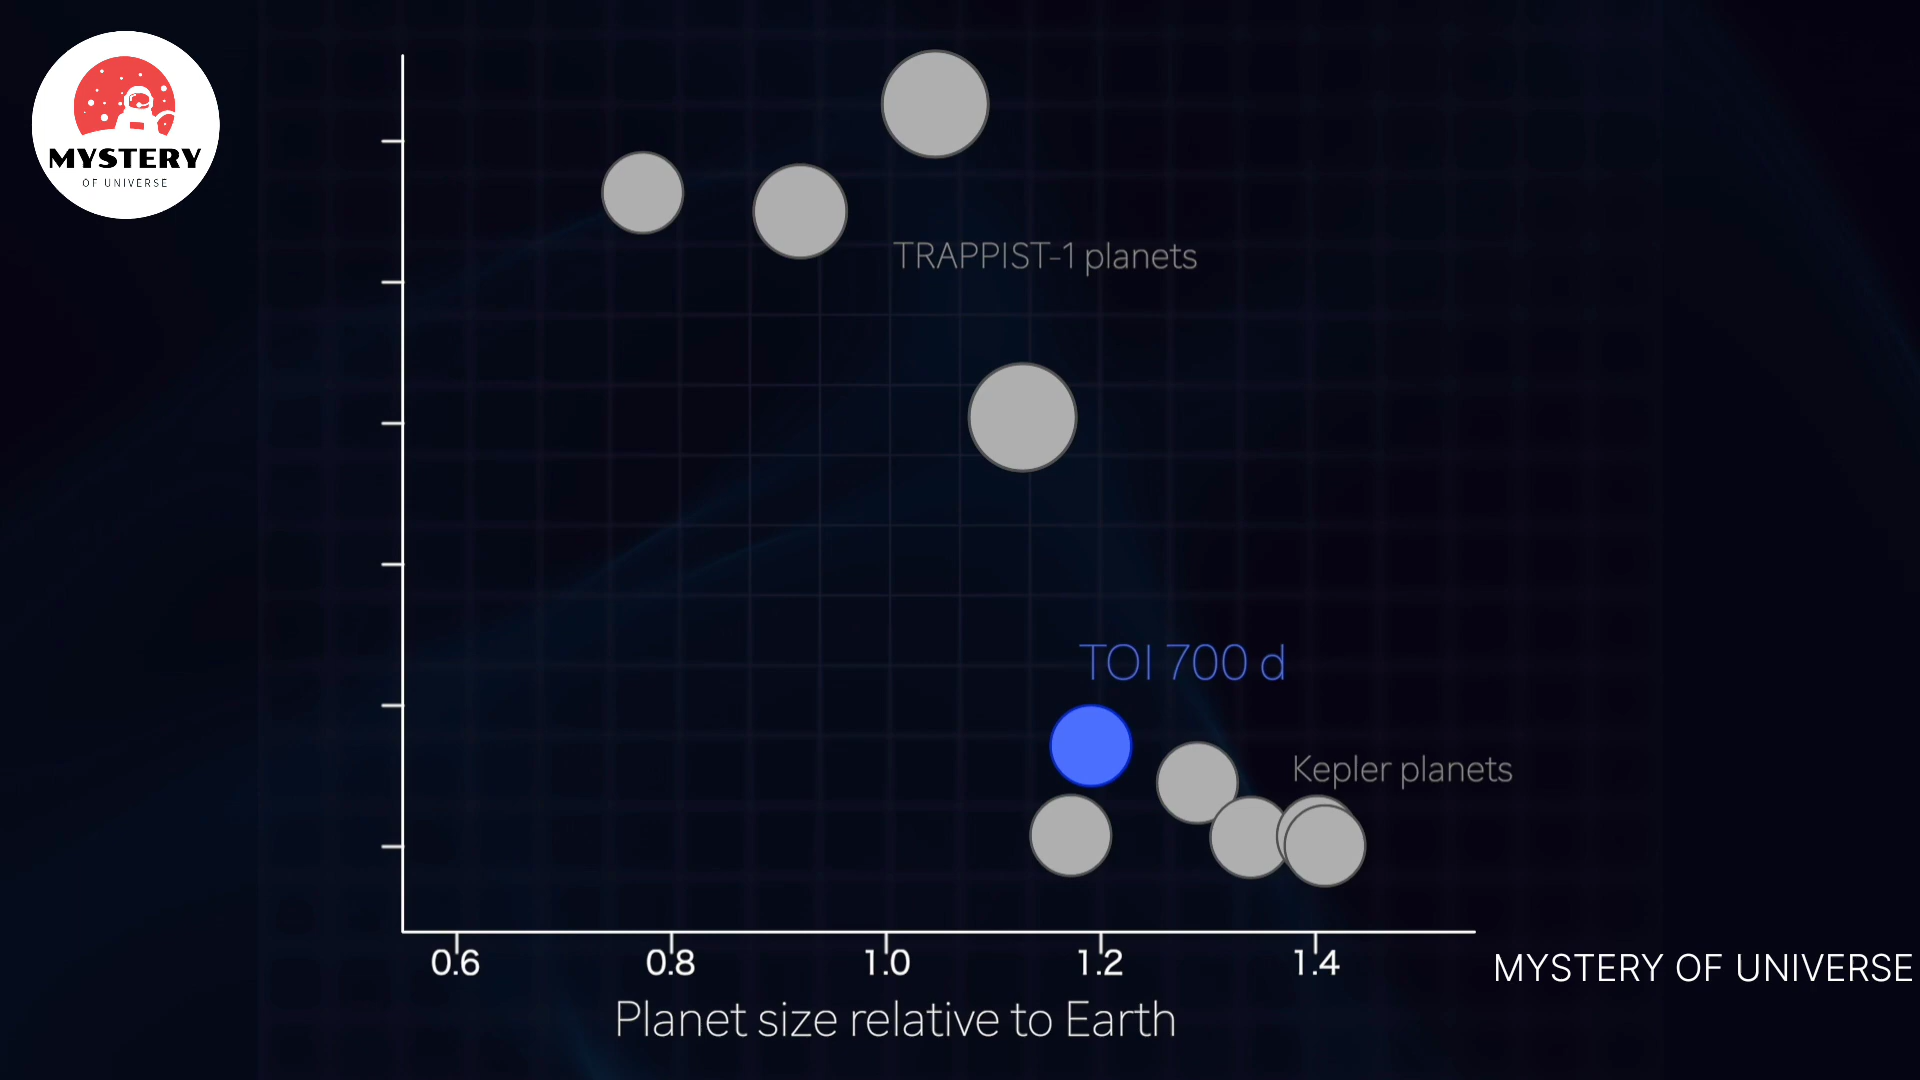 MYSTERY
OF UNIVERSE
TRAPPIST-1 planets
TOI 700 d
Kepler planets
0.6 0.8 1.0 1.2 1.4
MYSTERY OF UNIVERSE
Planet size relative to Earth